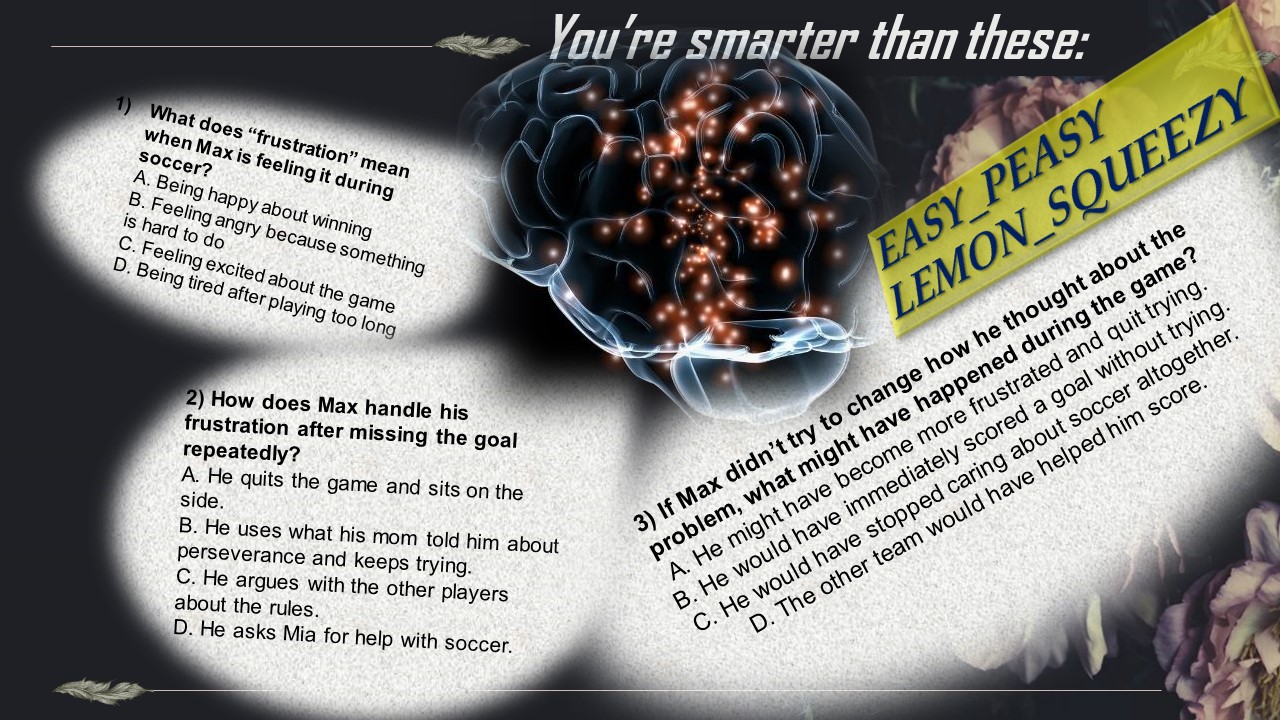 You're smarter than these:
EASY_PEASY
LEMON_SQUEEZY
1) What does “frustration” mean
when Max is feeling it during
soccer?
A. Being happy about winning
B. Feeling angry because something
is hard to do
C. Feeling excited about the game
D. Being tired after playing too long
2) How does Max handle his
frustration after missing the goal
repeatedly?
A. He quits the game and sits on the
side.
B. He uses what his mom told him about
perseverance and keeps trying.
C. He argues with the other players
about the rules.
D. He asks Mia for help with soccer.
3) If Max didn’t try to change how he thought about the
problem, what might have happened during the game?
A. He might have become more frustrated and quit trying.
B. He would have immediately scored a goal without trying.
C. He would have stopped caring about soccer altogether.
D. The other team would have helped him score.